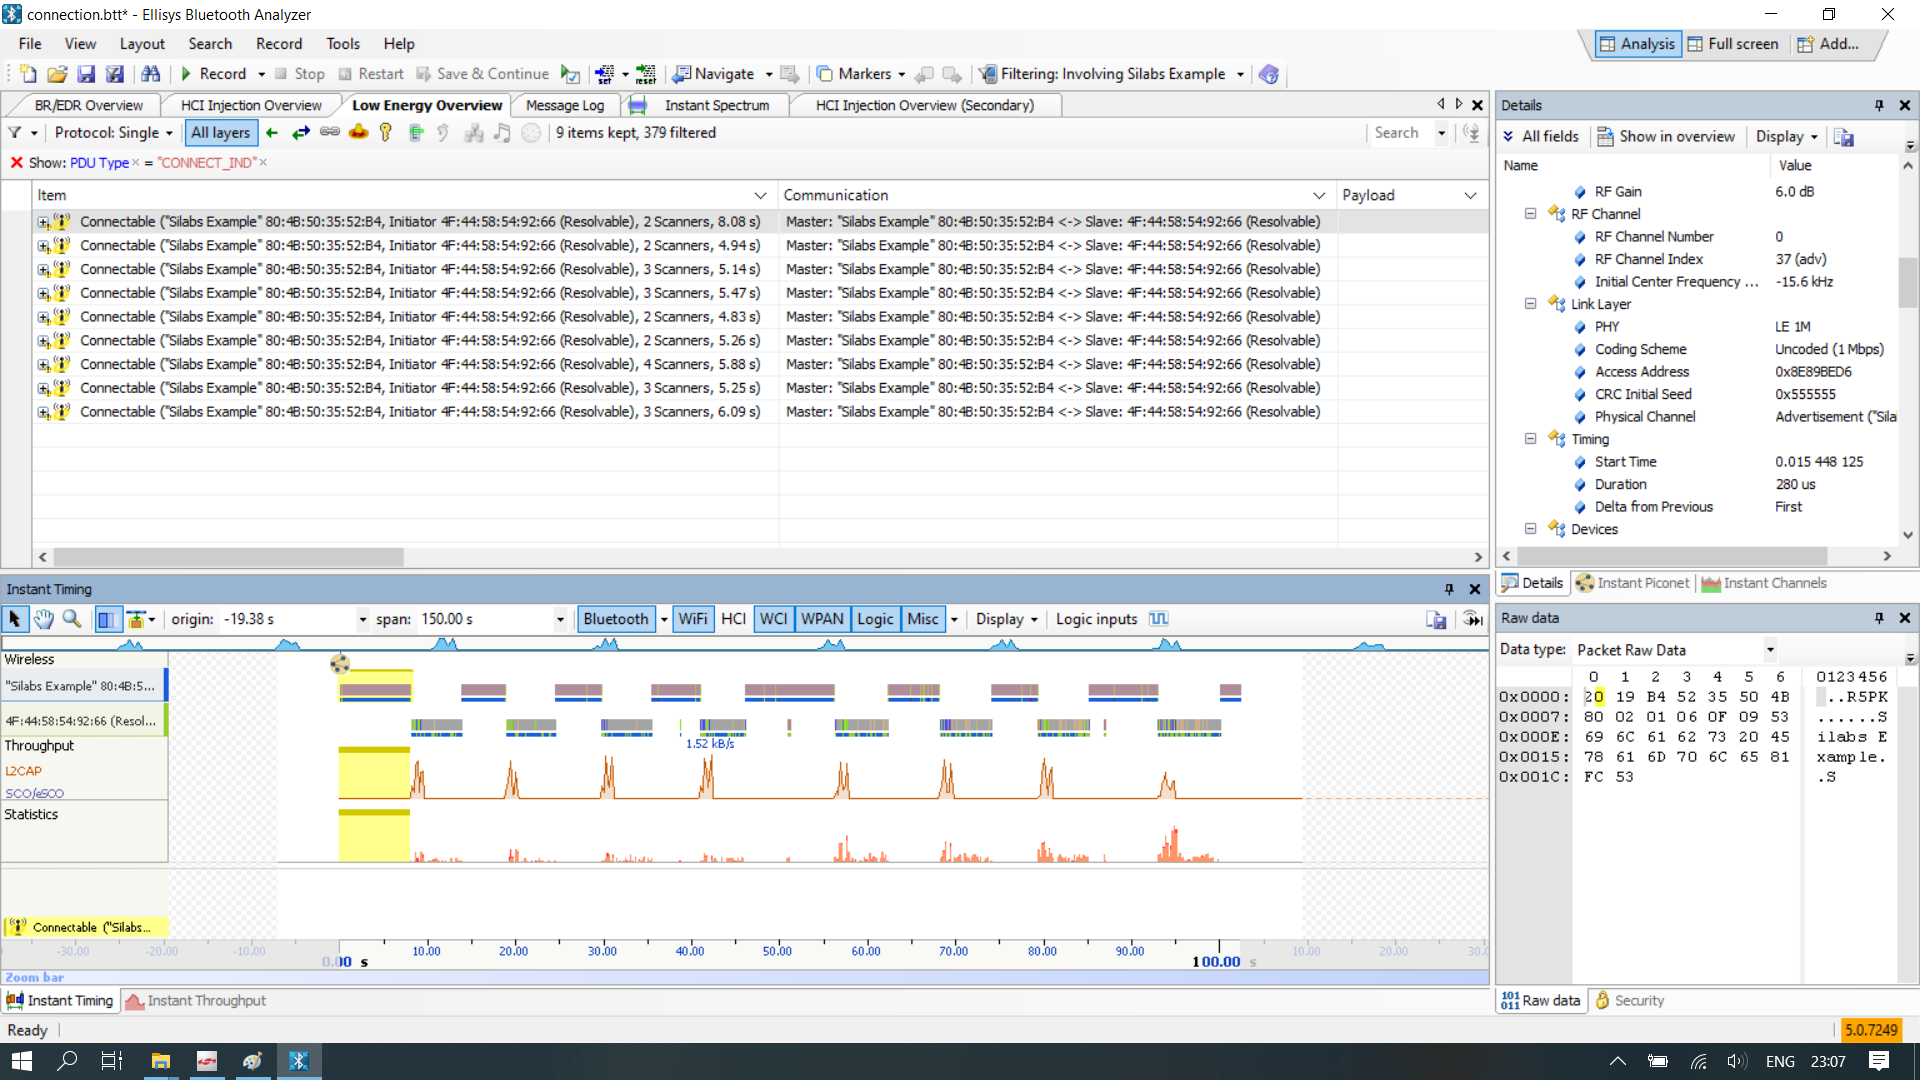 connection.btt* - Ellisys Bluetooth Analyzer
File View Layout Search Record Tools Help
Analysis Full screen Add...
Record Stop Restart Save & Continue set reset Navigate Markers Filtering: Involving Silabs Example
BR/EDR Overview HCI Injection Overview Low Energy Overview Message Log Instant Spectrum HCI Injection Overview (Secondary)
Protocol: Single All layers 9 items kept, 379 filtered Search
Show: PDU Type = "CONNECT_IND"
Item Communication Payload
Connectable ("Silabs Example" 80:4B:50:35:52:B4, Initiator 4F:44:58:54:92:66 (Resolvable), 2 Scanners, 8.08 s) Master: "Silabs Example" 80:4B:50:35:52:B4 <-> Slave: 4F:44:58:54:92:66 (Resolvable)
Connectable ("Silabs Example" 80:4B:50:35:52:B4, Initiator 4F:44:58:54:92:66 (Resolvable), 2 Scanners, 4.94 s) Master: "Silabs Example" 80:4B:50:35:52:B4 <-> Slave: 4F:44:58:54:92:66 (Resolvable)
Connectable ("Silabs Example" 80:4B:50:35:52:B4, Initiator 4F:44:58:54:92:66 (Resolvable), 3 Scanners, 5.14 s) Master: "Silabs Example" 80:4B:50:35:52:B4 <-> Slave: 4F:44:58:54:92:66 (Resolvable)
Connectable ("Silabs Example" 80:4B:50:35:52:B4, Initiator 4F:44:58:54:92:66 (Resolvable), 3 Scanners, 5.47 s) Master: "Silabs Example" 80:4B:50:35:52:B4 <-> Slave: 4F:44:58:54:92:66 (Resolvable)
Connectable ("Silabs Example" 80:4B:50:35:52:B4, Initiator 4F:44:58:54:92:66 (Resolvable), 2 Scanners, 4.83 s) Master: "Silabs Example" 80:4B:50:35:52:B4 <-> Slave: 4F:44:58:54:92:66 (Resolvable)
Connectable ("Silabs Example" 80:4B:50:35:52:B4, Initiator 4F:44:58:54:92:66 (Resolvable), 2 Scanners, 5.26 s) Master: "Silabs Example" 80:4B:50:35:52:B4 <-> Slave: 4F:44:58:54:92:66 (Resolvable)
Connectable ("Silabs Example" 80:4B:50:35:52:B4, Initiator 4F:44:58:54:92:66 (Resolvable), 4 Scanners, 5.88 s) Master: "Silabs Example" 80:4B:50:35:52:B4 <-> Slave: 4F:44:58:54:92:66 (Resolvable)
Connectable ("Silabs Example" 80:4B:50:35:52:B4, Initiator 4F:44:58:54:92:66 (Resolvable), 3 Scanners, 5.25 s) Master: "Silabs Example" 80:4B:50:35:52:B4 <-> Slave: 4F:44:58:54:92:66 (Resolvable)
Connectable ("Silabs Example" 80:4B:50:35:52:B4, Initiator 4F:44:58:54:92:66 (Resolvable), 3 Scanners, 6.09 s) Master: "Silabs Example" 80:4B:50:35:52:B4 <-> Slave: 4F:44:58:54:92:66 (Resolvable)
Details
All fields Show in overview Display
Name Value
RF Gain 6.0 dB
RF Channel
RF Channel Number 0
RF Channel Index 37 (adv)
Initial Center Frequency ... -15.6 kHz
Link Layer
PHY LE 1M
Coding Scheme Uncoded (1 Mbps)
Access Address 0x8E89BED6
CRC Initial Seed 0x555555
Physical Channel Advertisement ("Sila
Timing
Start Time 0.015 448 125
Duration 280 us
Delta from Previous First
Devices
Details Instant Piconet Instant Channels
Instant Timing
origin: -19.38 s span: 150.00 s Bluetooth WiFi HCI WCI WPAN Logic Misc Display Logic inputs
Wireless
"Silabs Example" 80:4B:5...
4F:44:58:54:92:66 (Resol...
1.52 kB/s
Throughput
L2CAP
SCO/eSCO
Statistics
Connectable ("Silabs...
-30.00 -20.00 -10.00 10.00 20.00 30.00 40.00 50.00 60.00 70.00 80.00 90.00 10.00 20.00 30.0
0.00 s 100.00 s
Zoom bar
Instant Timing Instant Throughput
Raw data
Data type: Packet Raw Data
0 1 2 3 4 5 6 0123456
0x0000: 20 19 B4 52 35 50 4B ..R5PK
0x0007: 80 02 01 06 0F 09 53 ......S
0x000E: 69 6C 61 62 73 20 45 ilabs E
0x0015: 78 61 6D 70 6C 65 81 xample.
0x001C: FC 53 .S
101
011 Raw data Security
Ready
5.0.7249
ENG 23:07